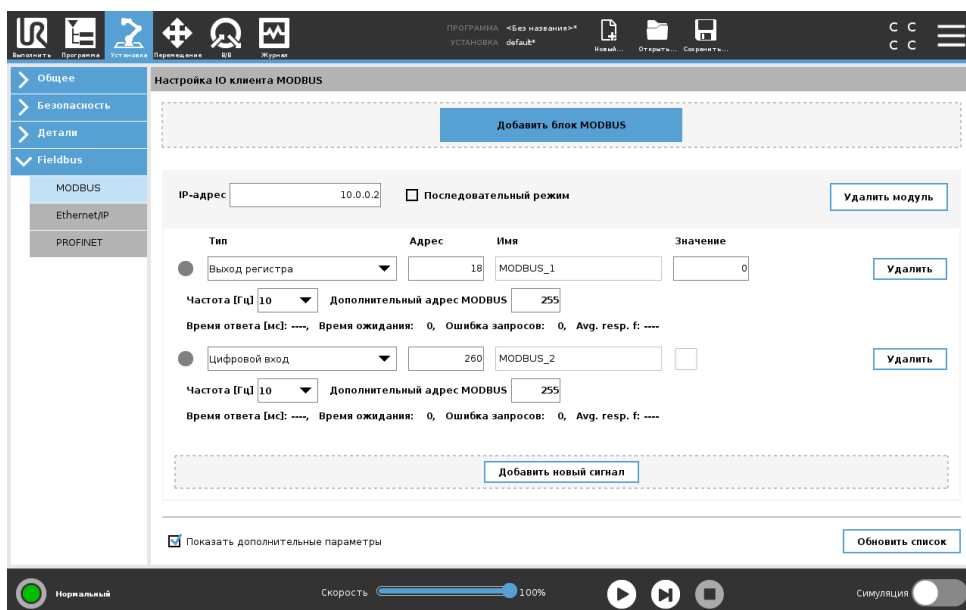 ПРОГРАММА <Без названия>*
УСТАНОВКА default*
Выполнить Программа Установка Перемещение В/В Журнал
Новый... Открыть... Сохранить...
C C
C C
Общее
Безопасность
Детали
Fieldbus
MODBUS
Ethernet/IP
PROFINET
Настройка IO клиента MODBUS
Добавить блок MODBUS
IP-адрес 10.0.0.2 Последовательный режим Удалить модуль
Тип Адрес Имя Значение
Выход регистра 18 MODBUS_1 0 Удалить
Частота [Гц] 10 Дополнительный адрес MODBUS 255
Время ответа [мс]: ----, Время ожидания: 0, Ошибка запросов: 0, Avg. resp. f: ----
Цифровой вход 260 MODBUS_2 Удалить
Частота [Гц] 10 Дополнительный адрес MODBUS 255
Время ответа [мс]: ----, Время ожидания: 0, Ошибка запросов: 0, Avg. resp. f: ----
Добавить новый сигнал
Показать дополнительные параметры Обновить список
Нормальный Скорость 100% Симуляция